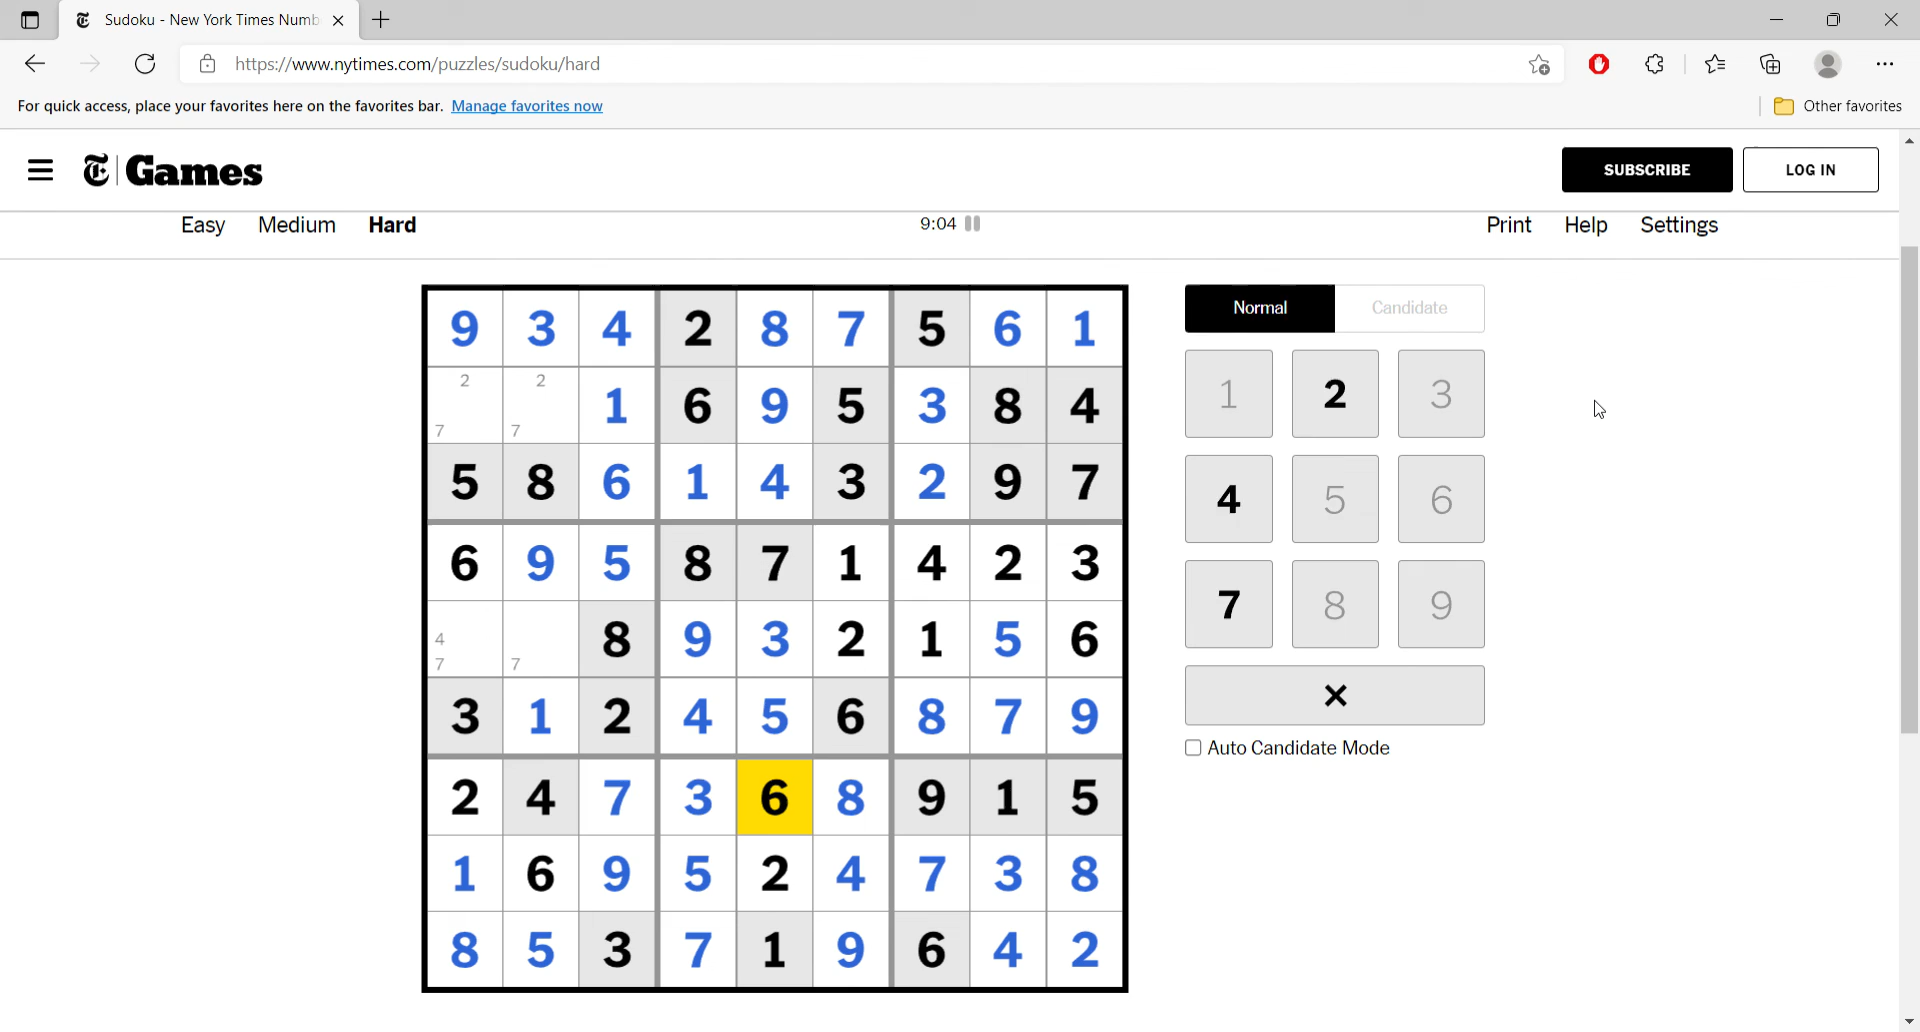 Sudoku - New York Times Numb
https://www.nytimes.com/puzzles/sudoku/hard
For quick access, place your favorites here on the favorites bar. Manage favorites now
Other favorites
T Games
SUBSCRIBE
LOG IN
Easy Medium Hard
9:04
Print Help Settings
9 3 4 2 8 7 5 6 1
2 2
7 7
1 6 9 5 3 8 4
5 8 6 1 4 3 2 9 7
6 9 5 8 7 1 4 2 3
4
7 7
8 9 3 2 1 5 6
3 1 2 4 5 6 8 7 9
2 4 7 3 6 8 9 1 5
1 6 9 5 2 4 7 3 8
8 5 3 7 1 9 6 4 2
Normal Candidate
1 2 3
4 5 6
7 8 9
Auto Candidate Mode